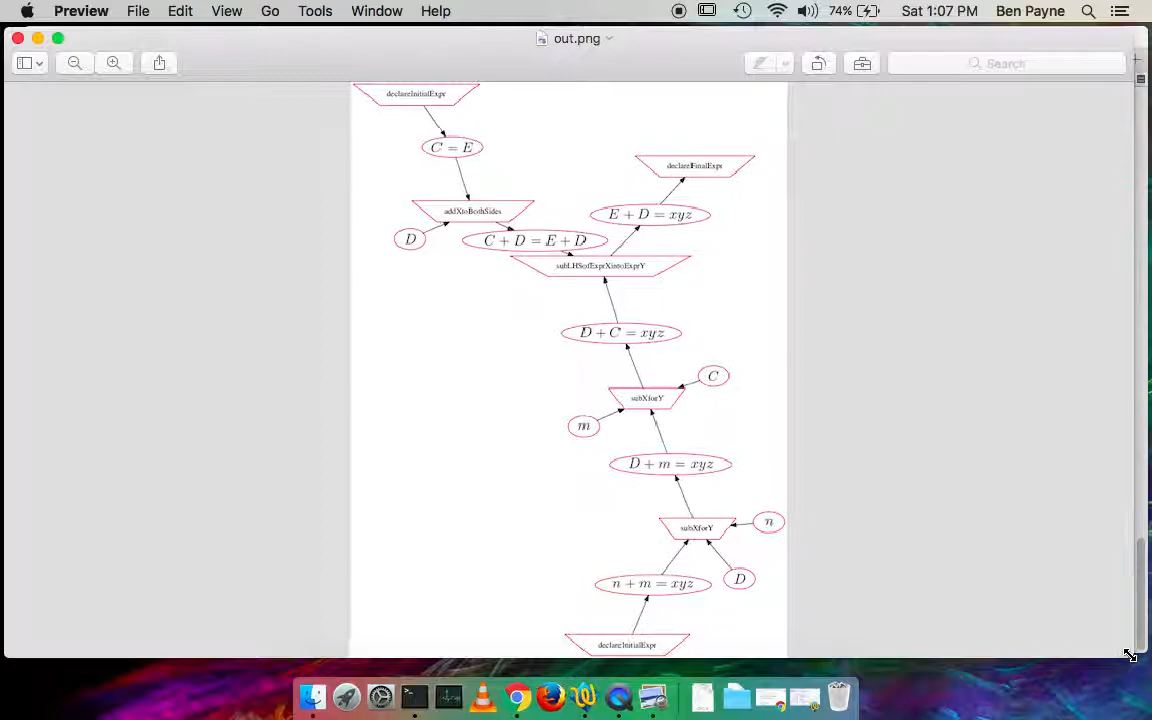 Preview File Edit View Go Tools Window Help 74% Sat 1:07 PM Ben Payne
out.png
Search
declareInitialExpr
C = E
declareFinalExpr
addXtoBothSides
E + D = xyz
D
C + D = E + D
subLHSofExprXintoExprY
D + C = xyz
C
subXforY
m
D + m = xyz
n
subXforY
D
n + m = xyz
declareInitialExpr